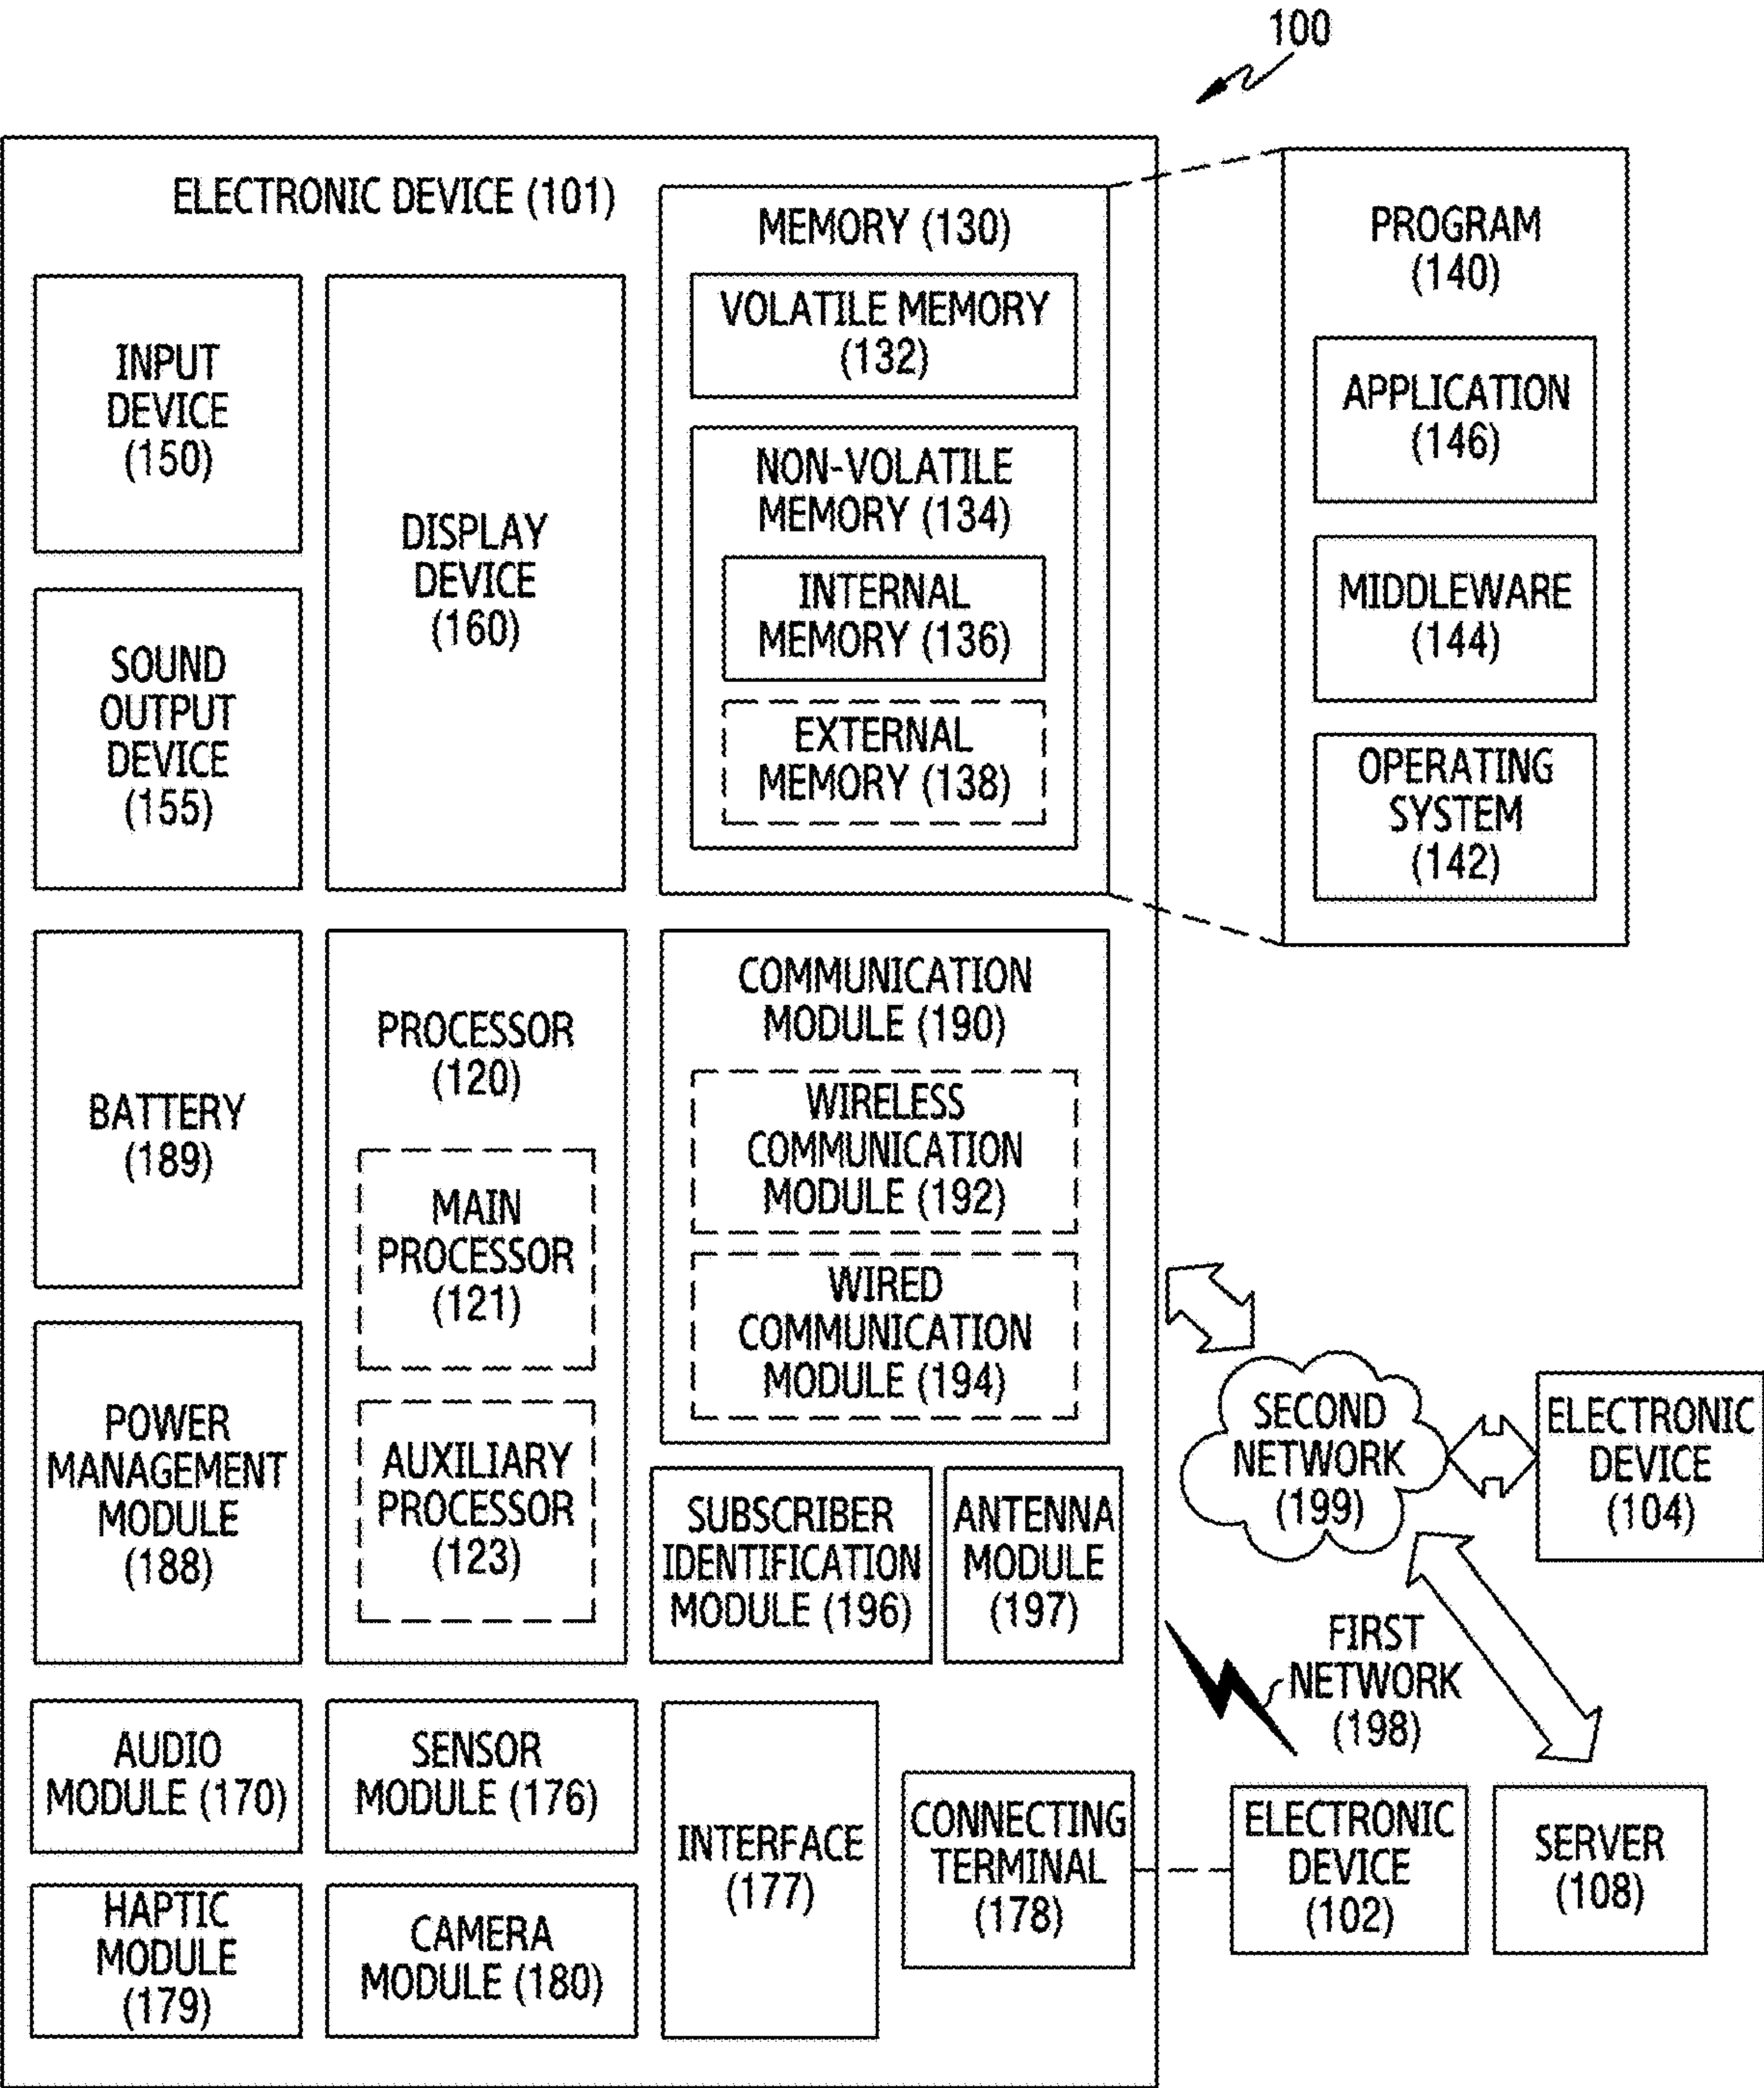 100
ELECTRONIC DEVICE (101)
INPUT
DEVICE
(150)
SOUND
OUTPUT
DEVICE
(155)
DISPLAY
DEVICE
(160)
MEMORY (130)
VOLATILE MEMORY
(132)
NON-VOLATILE
MEMORY (134)
INTERNAL
MEMORY (136)
EXTERNAL
MEMORY (138)
PROGRAM
(140)
APPLICATION
(146)
MIDDLEWARE
(144)
OPERATING
SYSTEM
(142)
BATTERY
(189)
POWER
MANAGEMENT
MODULE
(188)
PROCESSOR
(120)
MAIN
PROCESSOR
(121)
AUXILIARY
PROCESSOR
(123)
COMMUNICATION
MODULE (190)
WIRELESS
COMMUNICATION
MODULE (192)
WIRED
COMMUNICATION
MODULE (194)
SUBSCRIBER
IDENTIFICATION
MODULE (196)
ANTENNA
MODULE
(197)
SECOND
NETWORK
(199)
ELECTRONIC
DEVICE
(104)
FIRST
NETWORK
(198)
AUDIO
MODULE (170)
SENSOR
MODULE (176)
HAPTIC
MODULE
(179)
CAMERA
MODULE (180)
INTERFACE
(177)
CONNECTING
TERMINAL
(178)
ELECTRONIC
DEVICE
(102)
SERVER
(108)